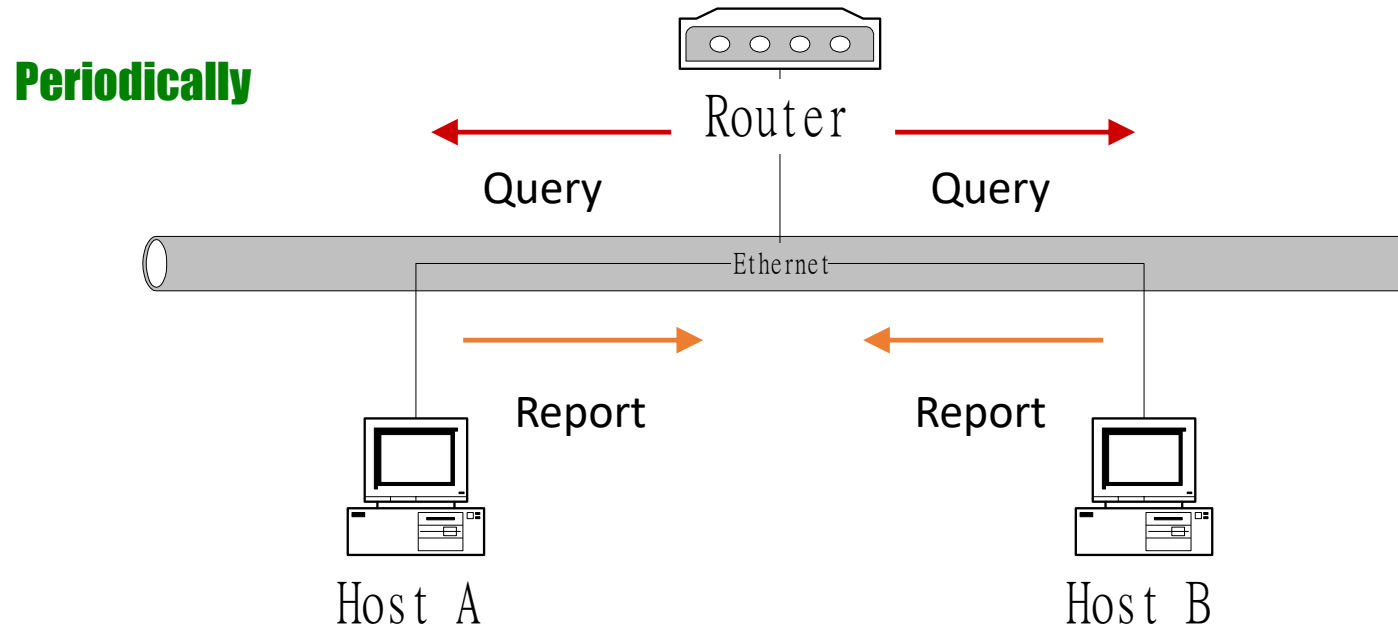 Periodically
Router
Query
Query
Ethernet
Report
Report
Host A
Host B